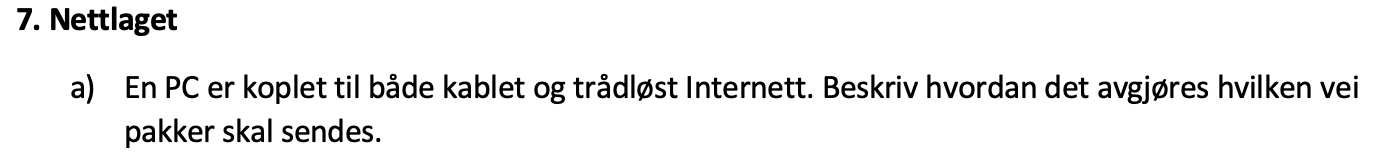 7. Nettlaget
a) En PC er koplet til både kablet og trådløst Internett. Beskriv hvordan det avgjøres hvilken vei
pakker skal sendes.